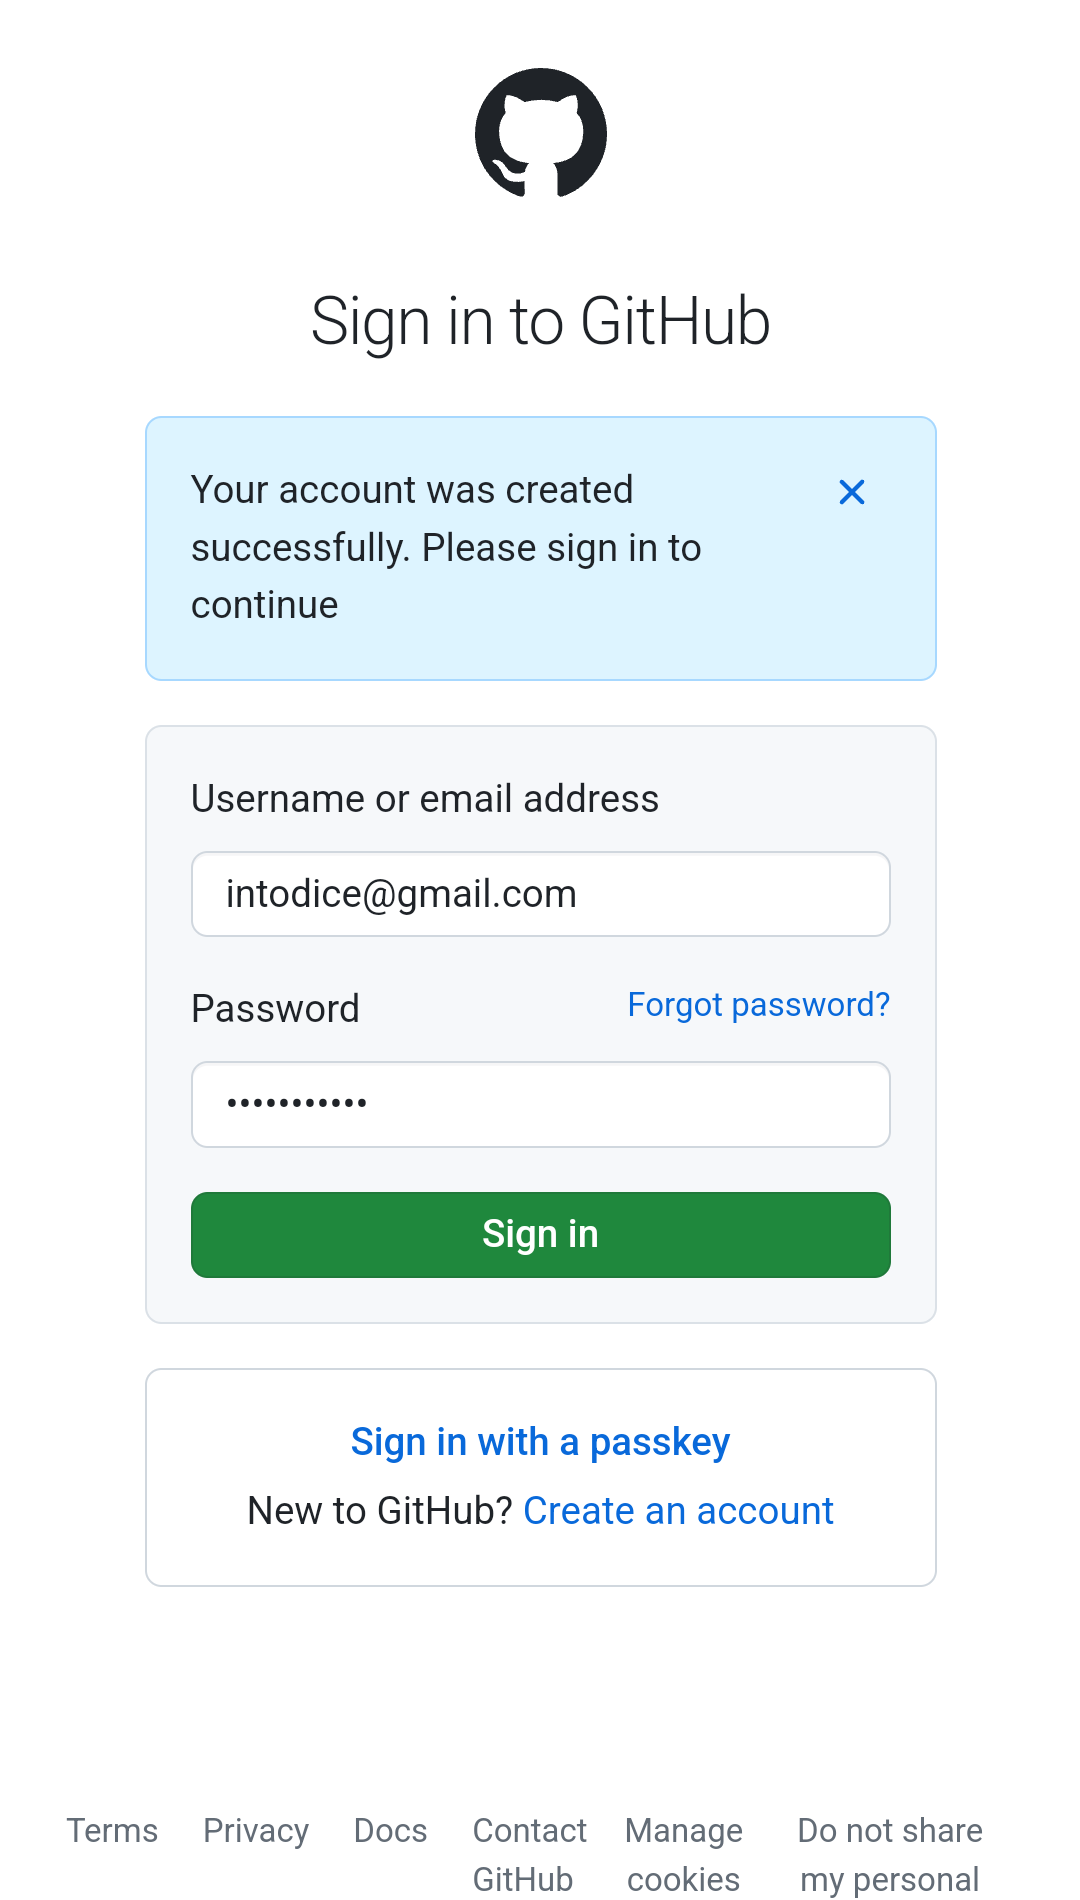 Sign in to GitHub
Your account was created
successfully. Please sign in to
continue
Username or email address
intodice@gmail.com
Password
Forgot password?
•••••••••••
Sign in
Sign in with a passkey
New to GitHub? Create an account
Terms Privacy Docs Contact GitHub Manage cookies Do not share my personal